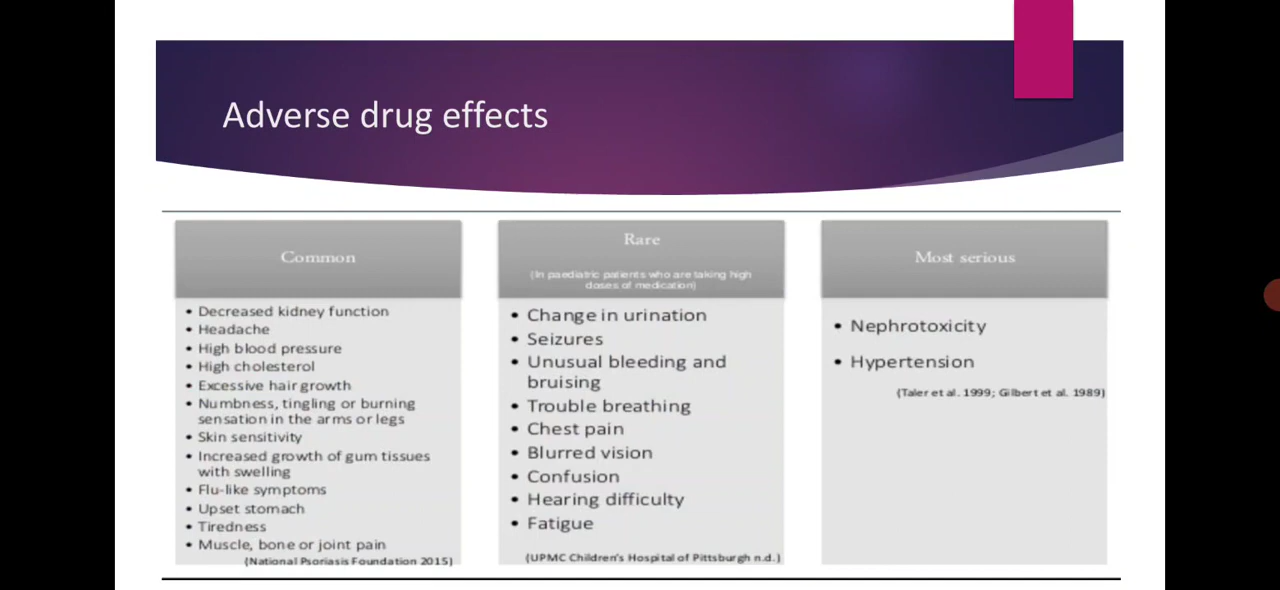 Adverse drug effects
Common
• Decreased kidney function
• Headache
• High blood pressure
• High cholesterol
• Excessive hair growth
• Numbness, tingling or burning
sensation in the arms or legs
• Skin sensitivity
• Increased growth of gum tissues
with swelling
• Flu-like symptoms
• Upset stomach
• Tiredness
• Muscle, bone or joint pain
(National Psoriasis Foundation 2015)
Rare
(In paediatric patients who are taking high
doses of medication)
• Change in urination
• Seizures
• Unusual bleeding and
bruising
• Trouble breathing
• Chest pain
• Blurred vision
• Confusion
• Hearing difficulty
• Fatigue
(UPMC Children's Hospital of Pittsburgh n.d.)
Most serious
• Nephrotoxicity
• Hypertension
(Taler et al. 1999; Gilbert et al. 1989)